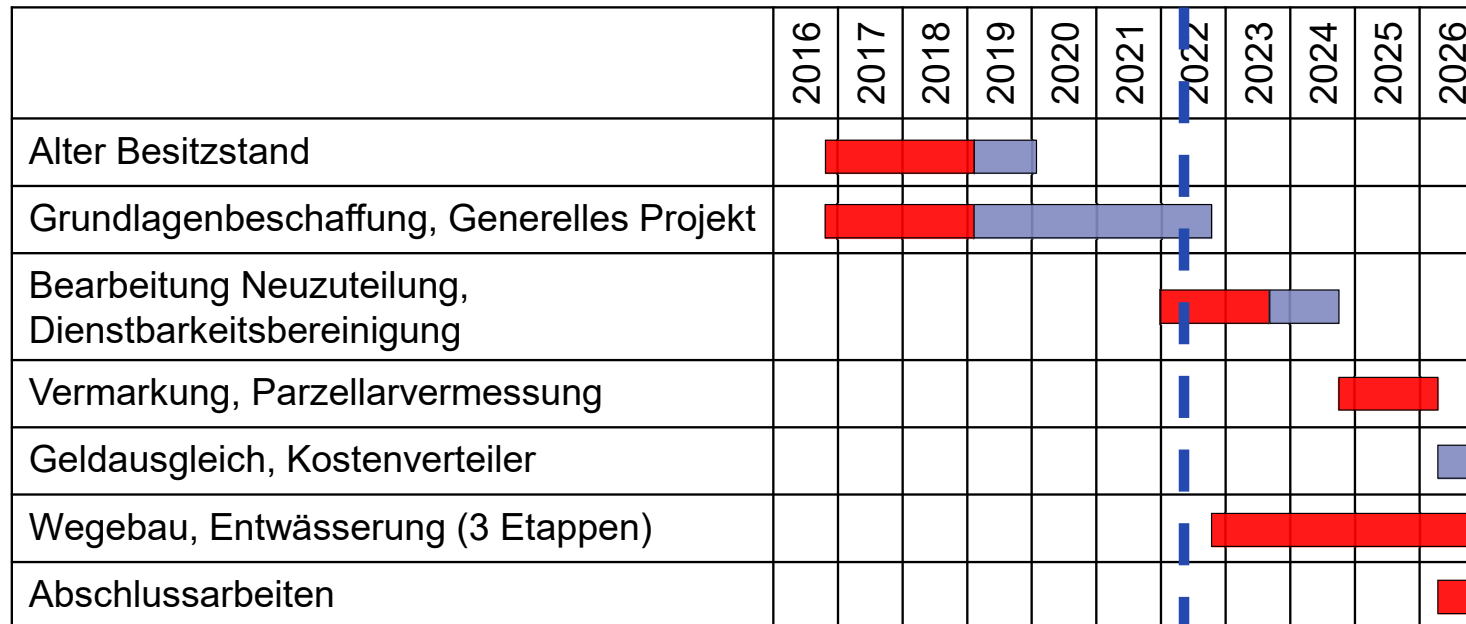 2016 2017 2018 2019 2020 2021 2022 2023 2024 2025 2026
Alter Besitzstand
Grundlagenbeschaffung, Generelles Projekt
Bearbeitung Neuzuteilung,
Dienstbarkeitsbereinigung
Vermarkung, Parzellarvermessung
Geldausgleich, Kostenverteiler
Wegebau, Entwässerung (3 Etappen)
Abschlussarbeiten